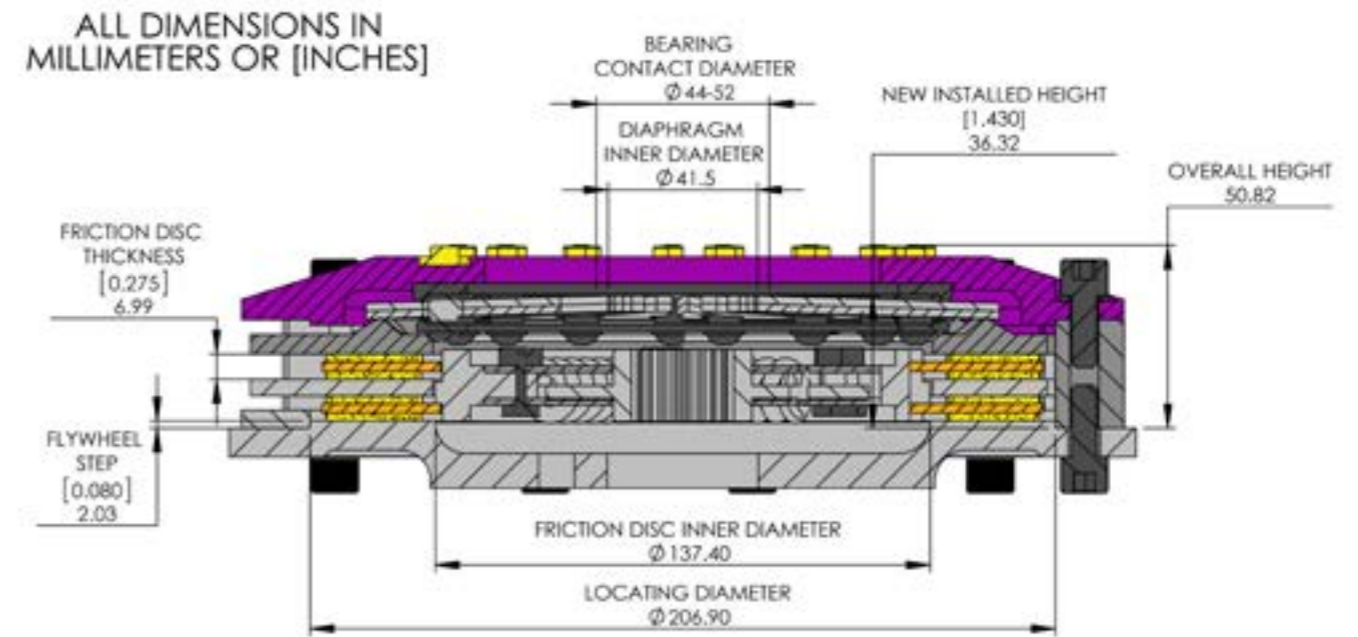 ALL DIMENSIONS IN
MILLIMETERS OR [INCHES]
BEARING
CONTACT DIAMETER
Ø 44-52
DIAPHRAGM
INNER DIAMETER
Ø 41.5
NEW INSTALLED HEIGHT
[1.430]
36.32
OVERALL HEIGHT
50.82
FRICTION DISC
THICKNESS
[0.275]
6.99
FLYWHEEL
STEP
[0.080]
2.03
FRICTION DISC INNER DIAMETER
Ø 137.40
LOCATING DIAMETER
Ø 206.90